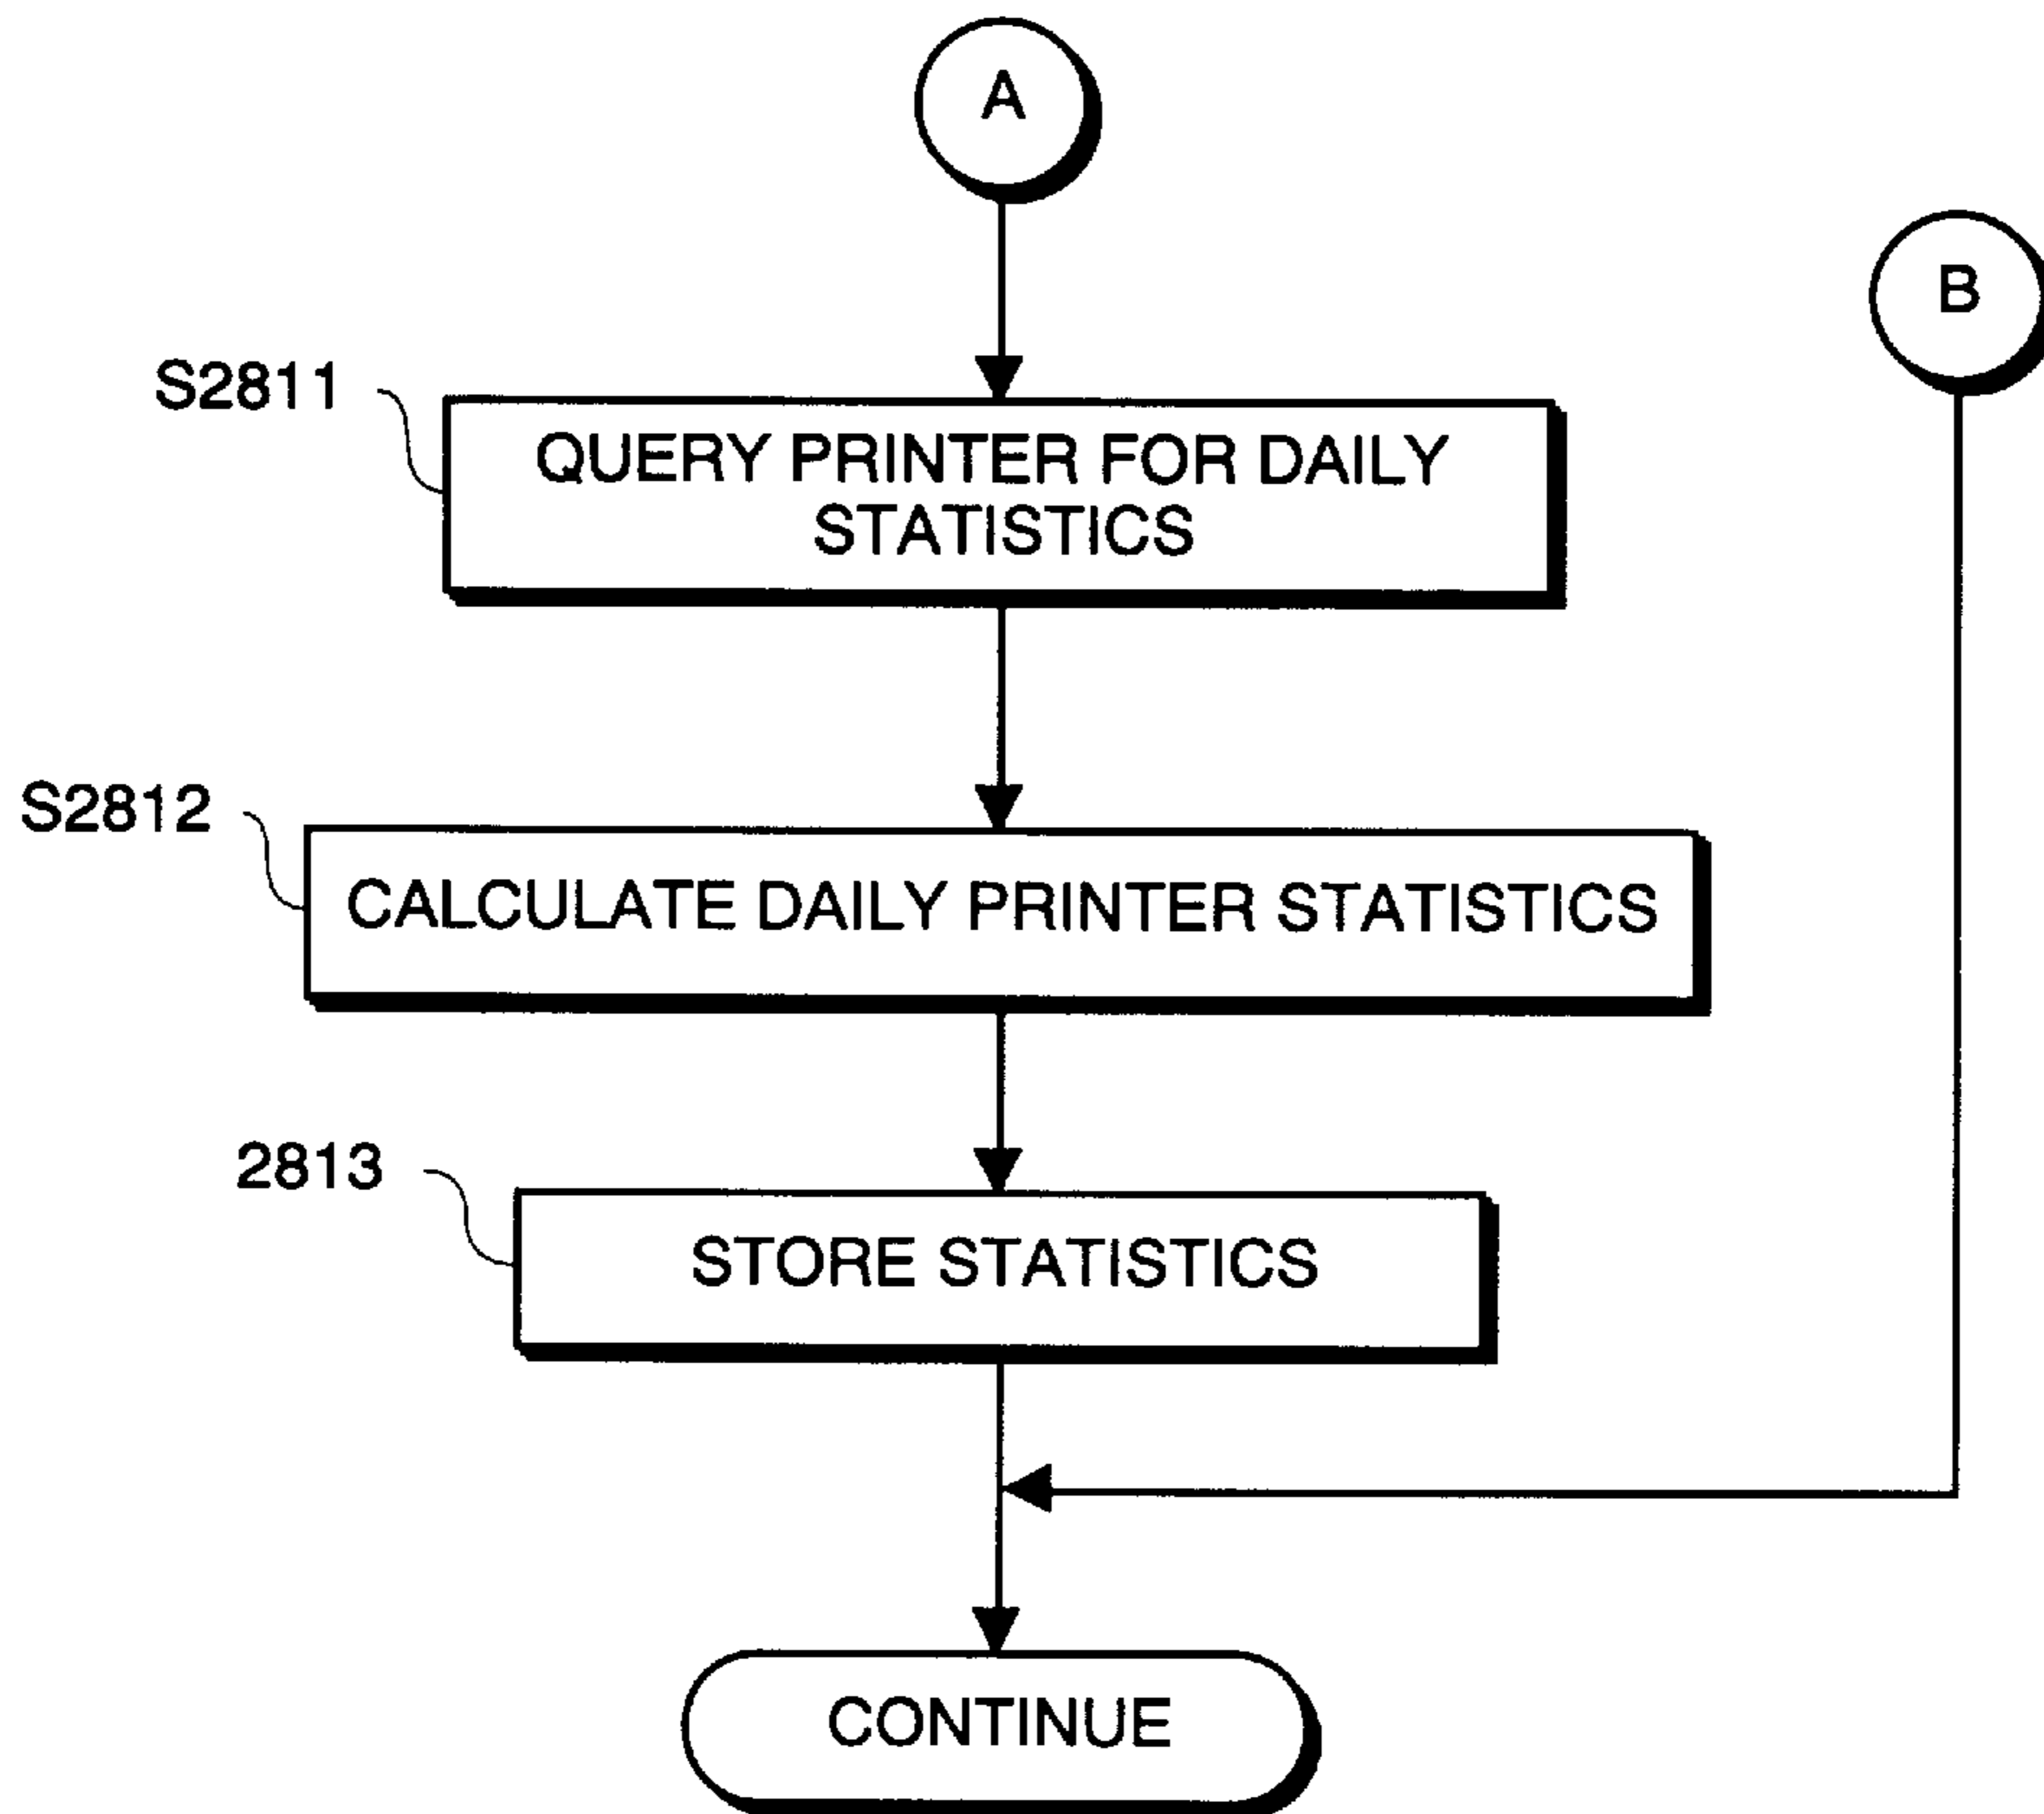 A
B
S2811
QUERY PRINTER FOR DAILY
STATISTICS
S2812
CALCULATE DAILY PRINTER STATISTICS
2813
STORE STATISTICS
CONTINUE